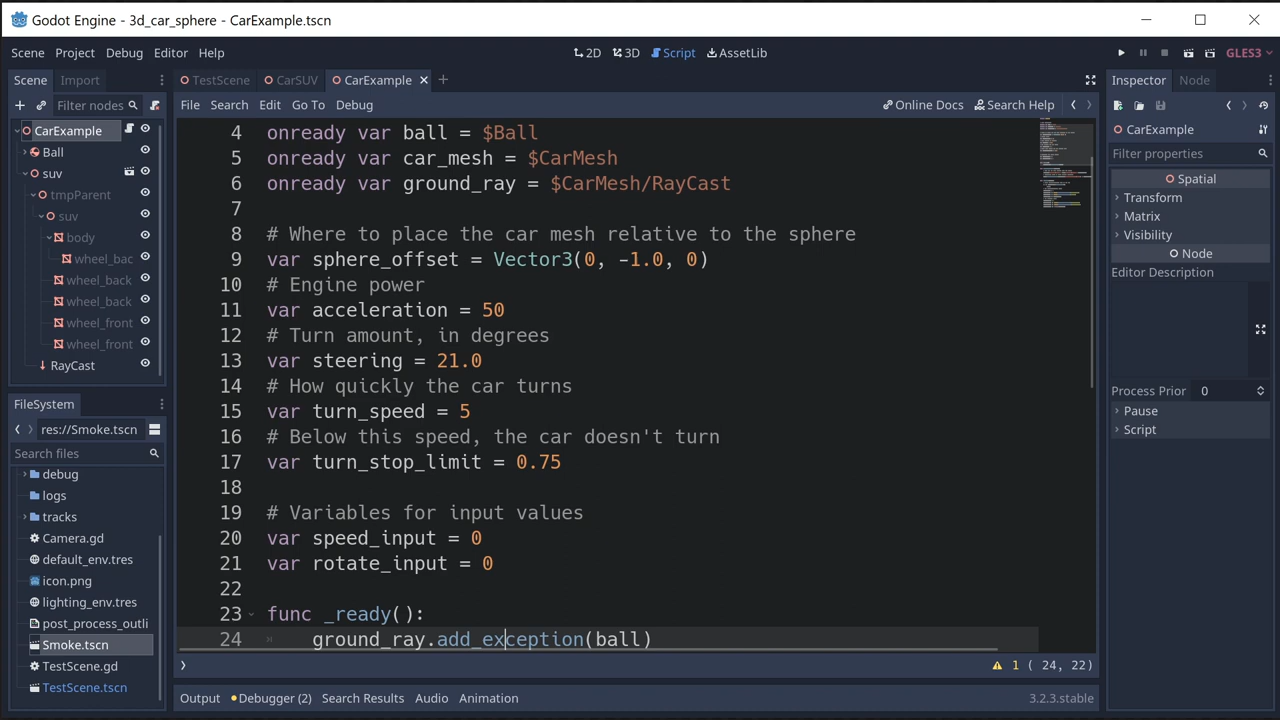 Godot Engine - 3d_car_sphere - CarExample.tscn
Scene Project Debug Editor Help
2D 3D Script AssetLib
GLES3
Scene Import
Filter nodes
CarExample
Ball
suv
tmpParent
suv
body
wheel_bac
wheel_back
wheel_back
wheel_front
wheel_front
RayCast
FileSystem
res://Smoke.tscn
Search files
debug
logs
tracks
Camera.gd
default_env.tres
icon.png
lighting_env.tres
post_process_outli
Smoke.tscn
TestScene.gd
TestScene.tscn
TestScene CarSUV CarExample
File Search Edit Go To Debug
Online Docs Search Help
4 onready var ball = $Ball
5 onready var car_mesh = $CarMesh
6 onready var ground_ray = $CarMesh/RayCast
7
8 # Where to place the car mesh relative to the sphere
9 var sphere_offset = Vector3(0, -1.0, 0)
10 # Engine power
11 var acceleration = 50
12 # Turn amount, in degrees
13 var steering = 21.0
14 # How quickly the car turns
15 var turn_speed = 5
16 # Below this speed, the car doesn't turn
17 var turn_stop_limit = 0.75
18
19 # Variables for input values
20 var speed_input = 0
21 var rotate_input = 0
22
23 func _ready():
24 ground_ray.add_exception(ball)
1 ( 24, 22)
Output Debugger (2) Search Results Audio Animation
3.2.3.stable
Inspector Node
CarExample
Filter properties
Spatial
Transform
Matrix
Visibility
Node
Editor Description
Process Prior 0
Pause
Script